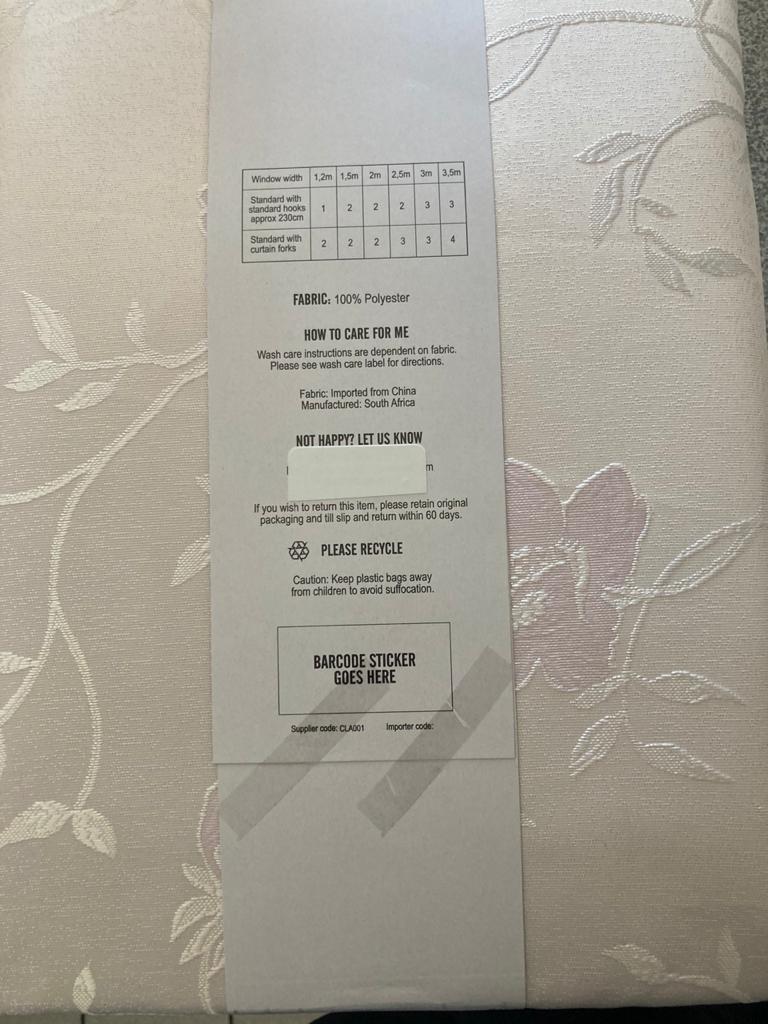 Window width 1,2m 1,5m 2m 2,5m 3m 3,5m
Standard with
standard hooks 1 2 2 2 3 3
approx 230cm
Standard with
curtain forks 2 2 2 3 3 4
FABRIC: 100% Polyester
HOW TO CARE FOR ME
Wash care instructions are dependent on fabric.
Please see wash care label for directions.
Fabric: Imported from China
Manufactured: South Africa
NOT HAPPY? LET US KNOW
m
If you wish to return this item, please retain original
packaging and till slip and return within 60 days.
PLEASE RECYCLE
Caution: Keep plastic bags away
from children to avoid suffocation.
BARCODE STICKER
GOES HERE
Supplier code: CLA001 Importer code: